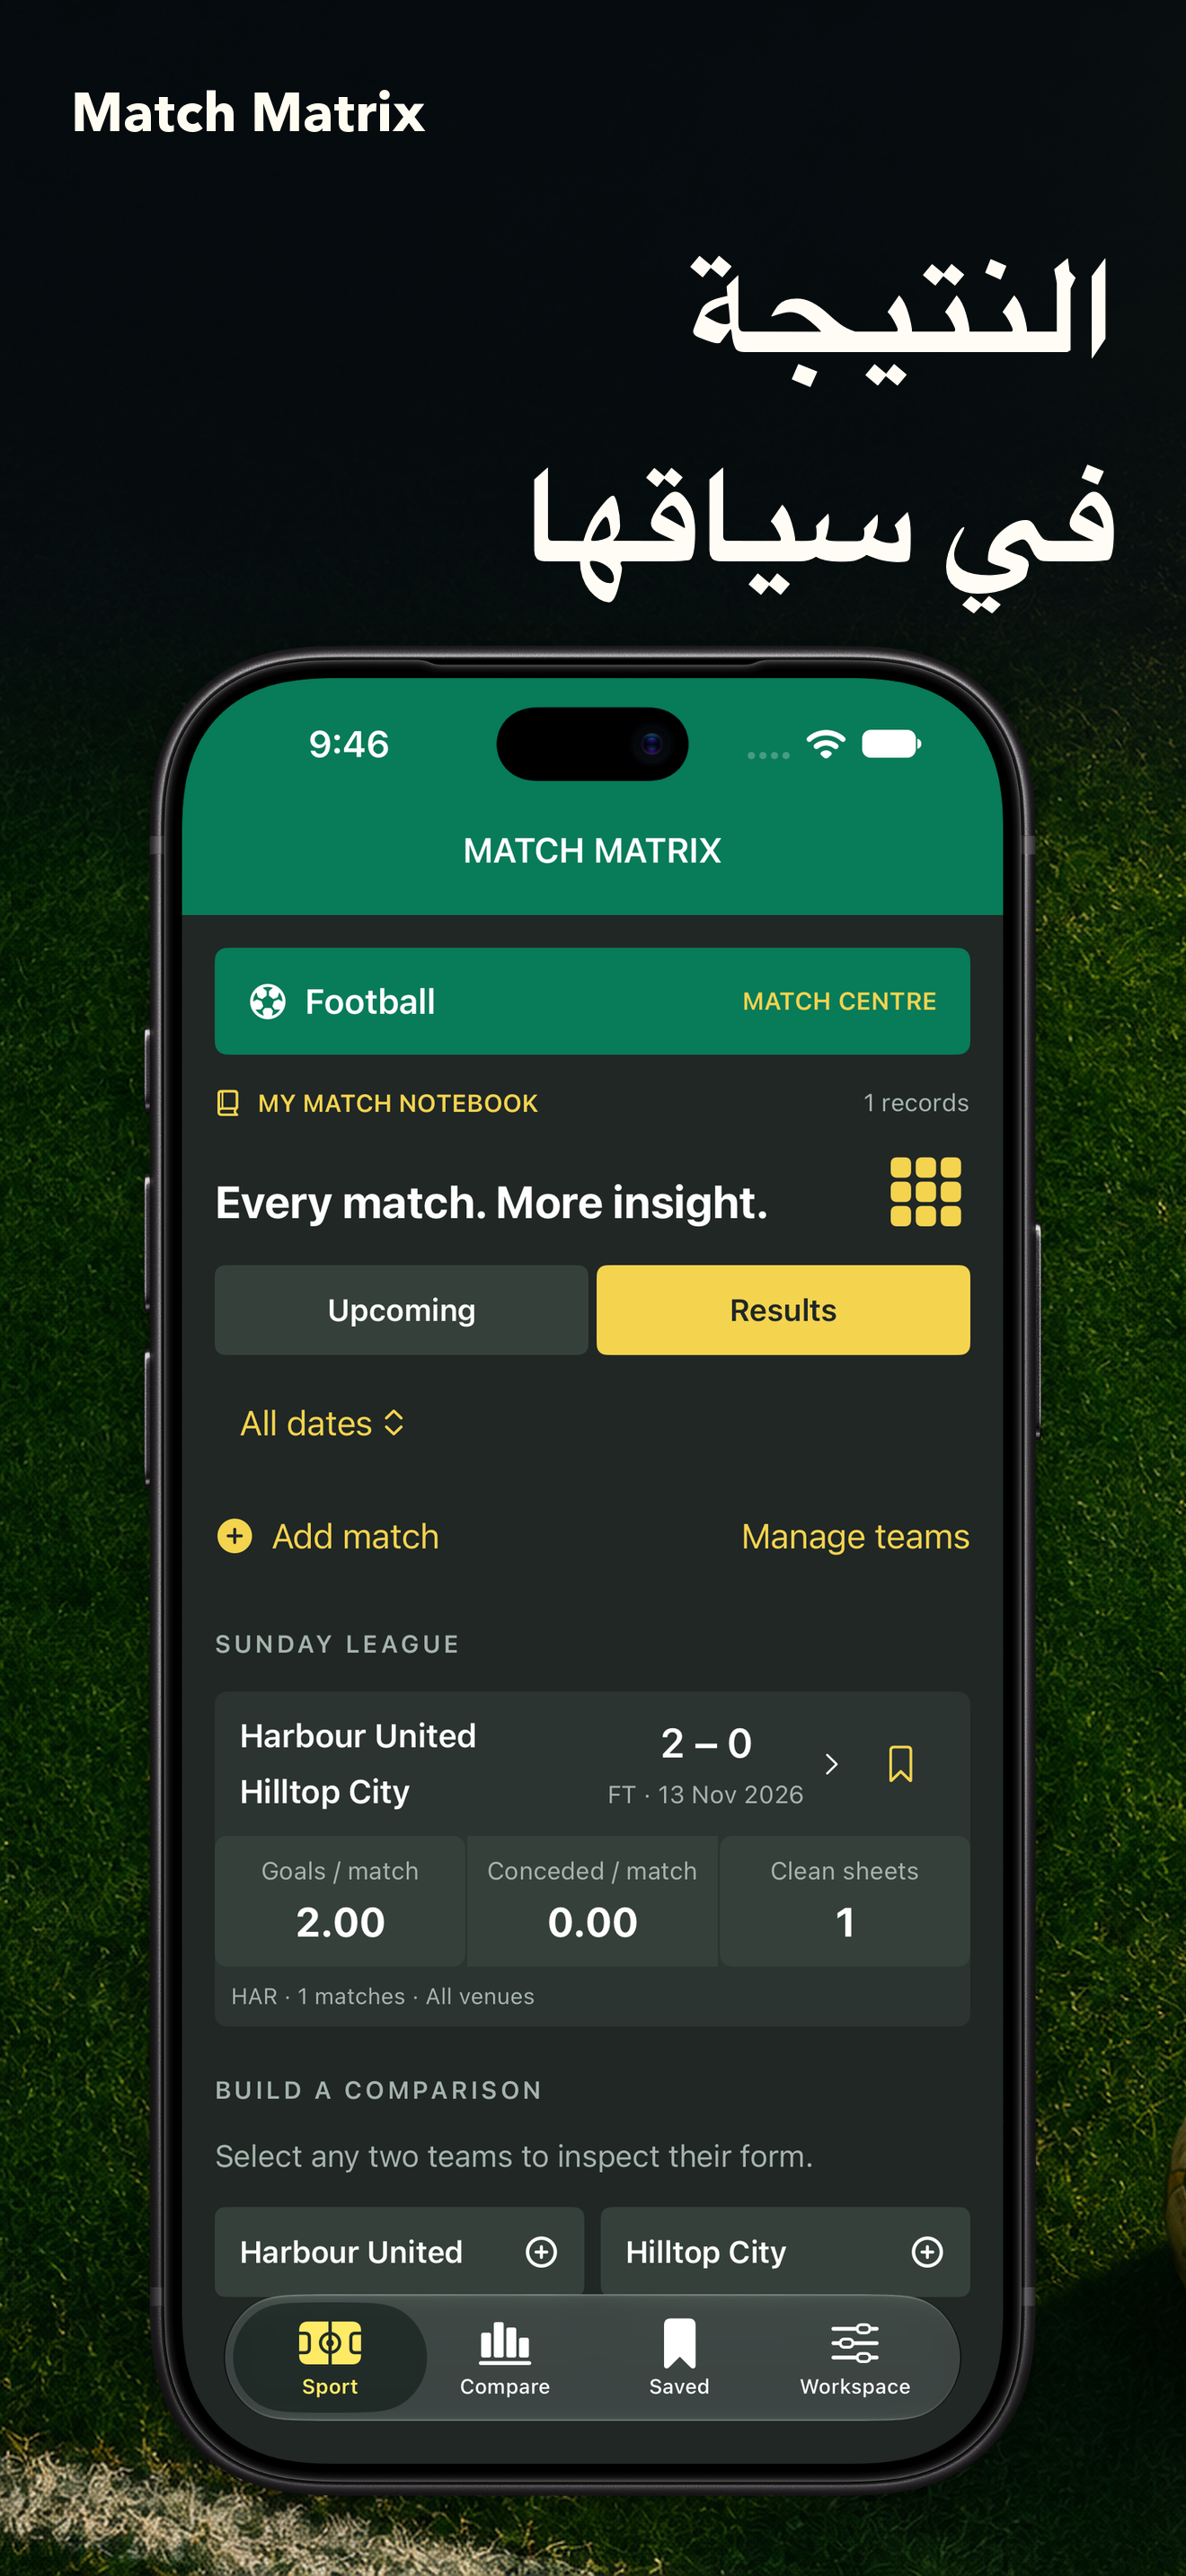 Match Matrix
النتيجة
في سياقها
9:46
MATCH MATRIX
Football
MATCH CENTRE
MY MATCH NOTEBOOK
1 records
Every match. More insight.
Upcoming
Results
All dates
Add match
Manage teams
SUNDAY LEAGUE
Harbour United
2 – 0
Hilltop City
FT · 13 Nov 2026
Goals / match
Conceded / match
Clean sheets
2.00
0.00
1
HAR · 1 matches · All venues
BUILD A COMPARISON
Select any two teams to inspect their form.
Harbour United
Hilltop City
Sport
Compare
Saved
Workspace